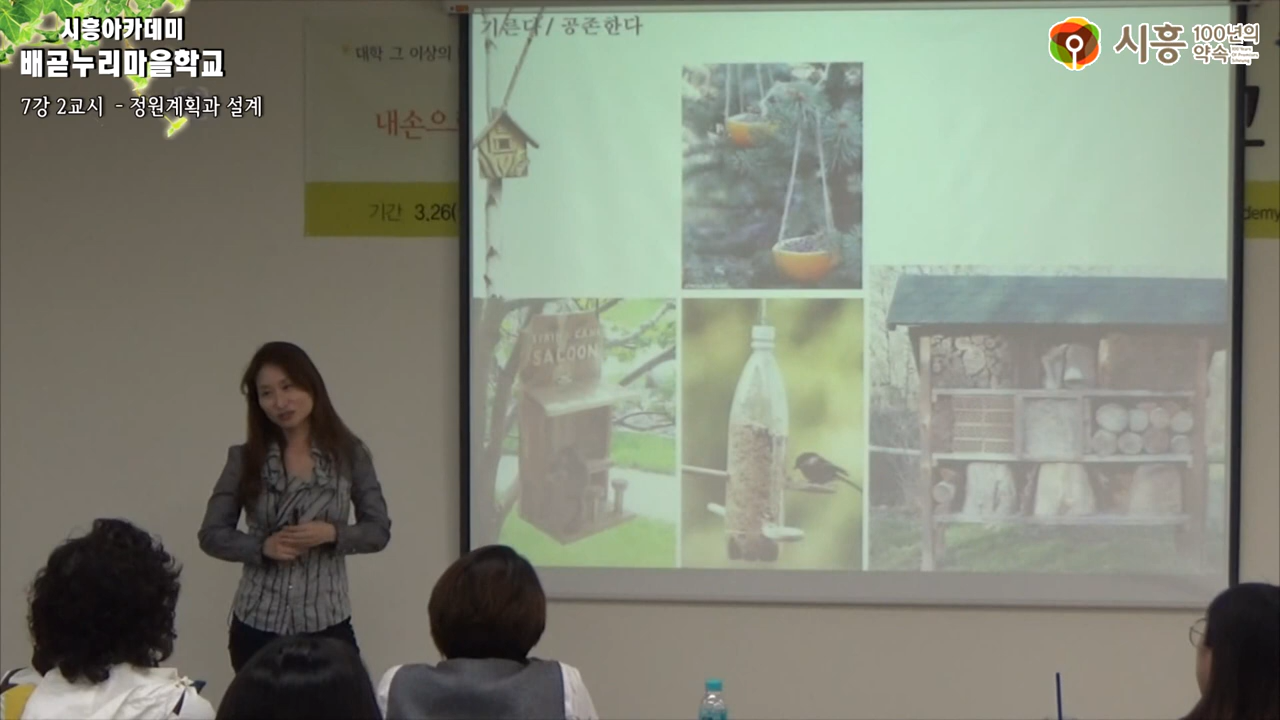 시흥아카데미
배곧누리마을학교
7강 2교시 - 정원계획과 설계
시흥 100년의
약속
기른다 / 공존한다
대학 그 이상의
내손으
기간 3.26(
demy
SALOON